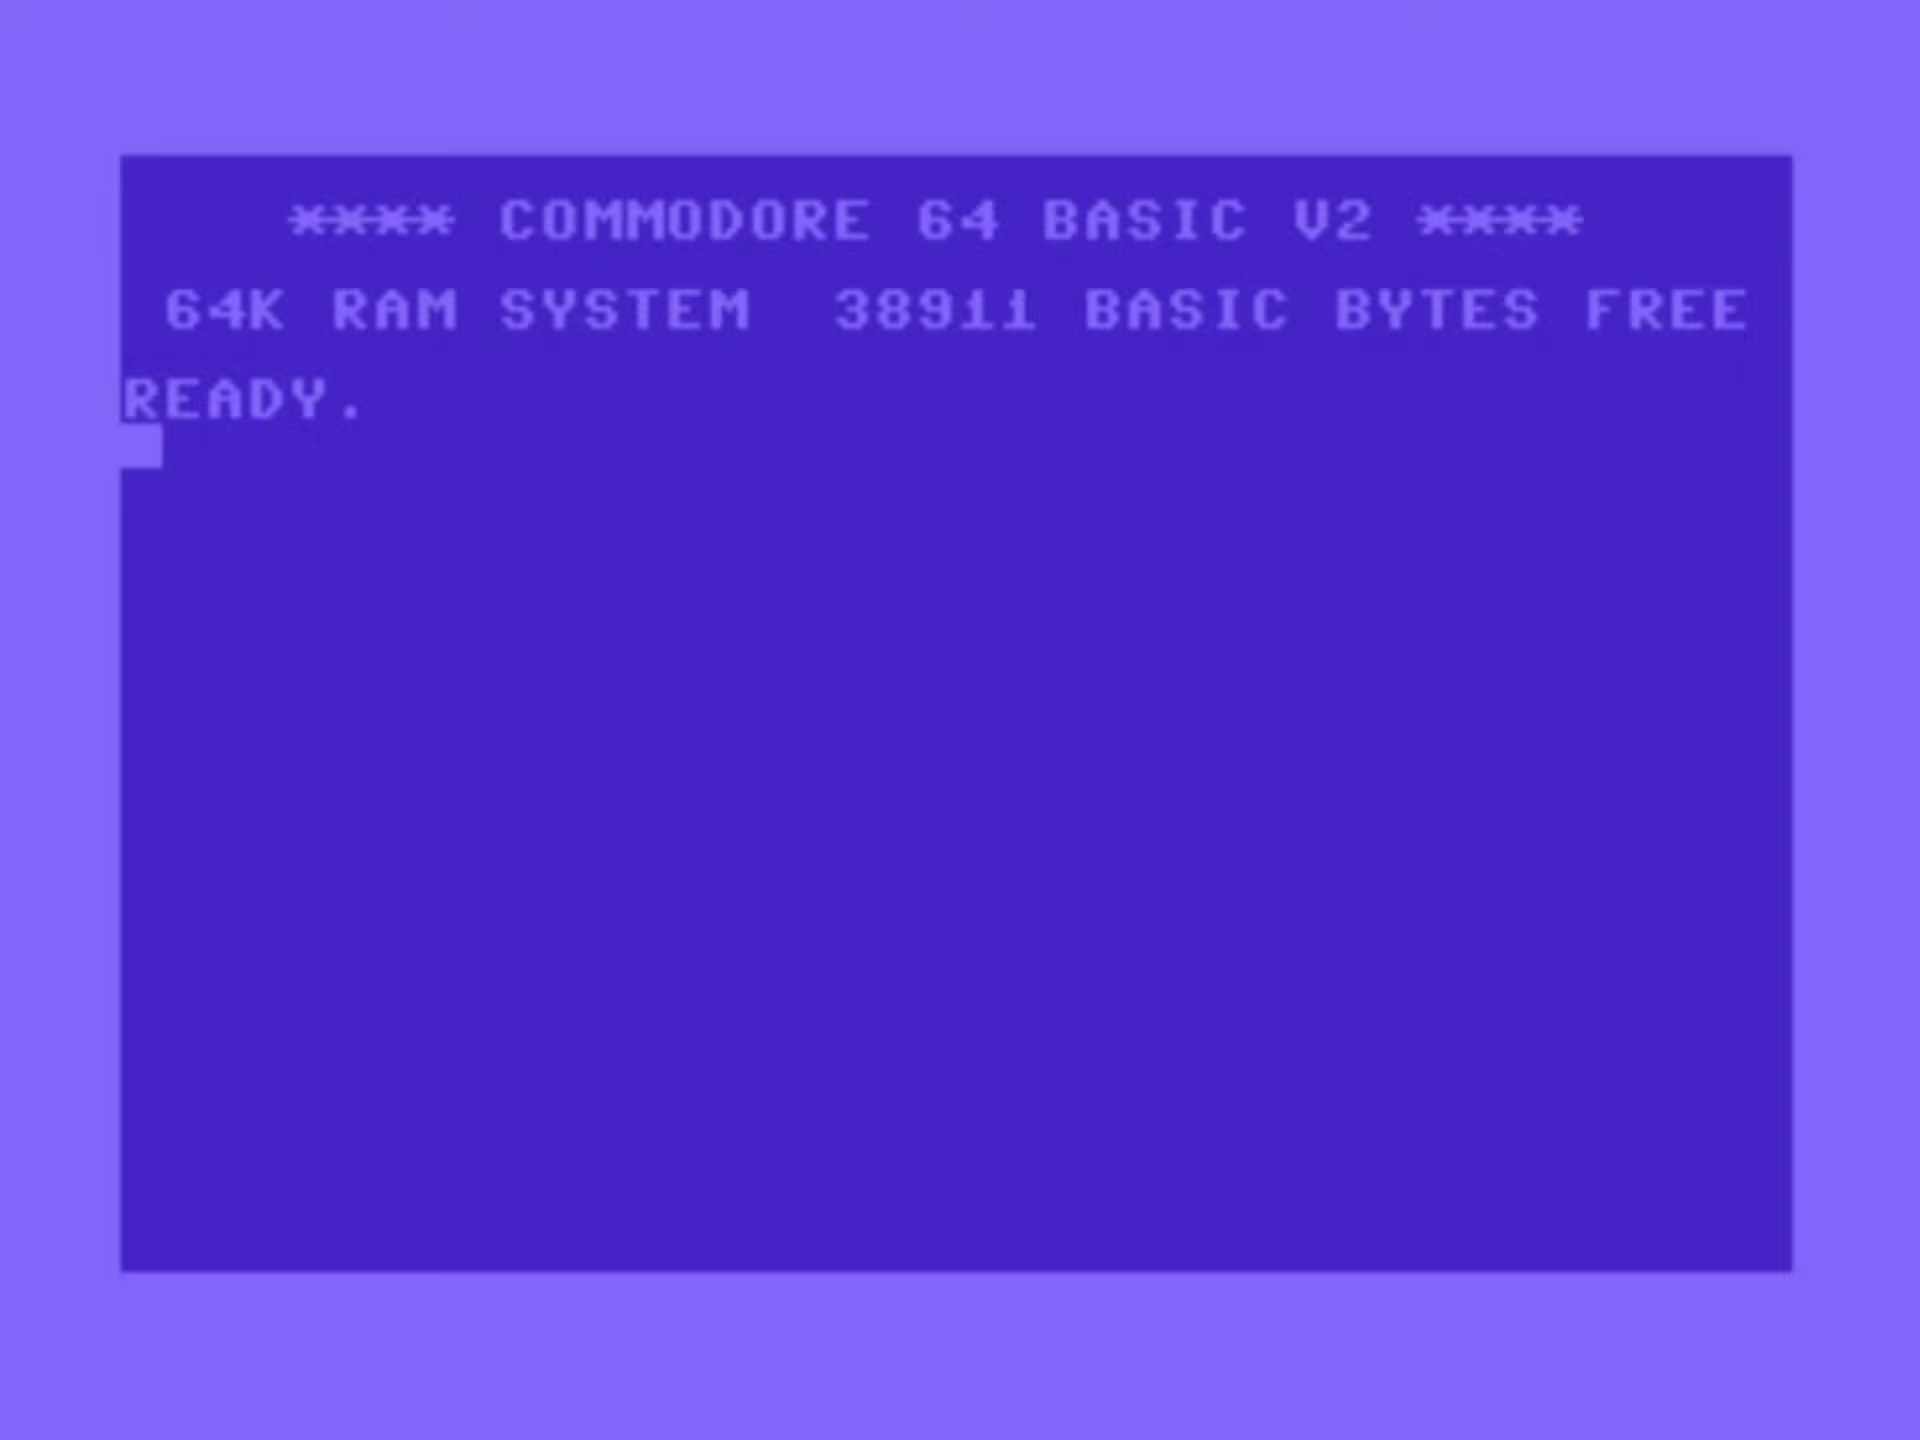 **** COMMODORE 64 BASIC V2 ****
64K RAM SYSTEM  38911 BASIC BYTES FREE
READY.